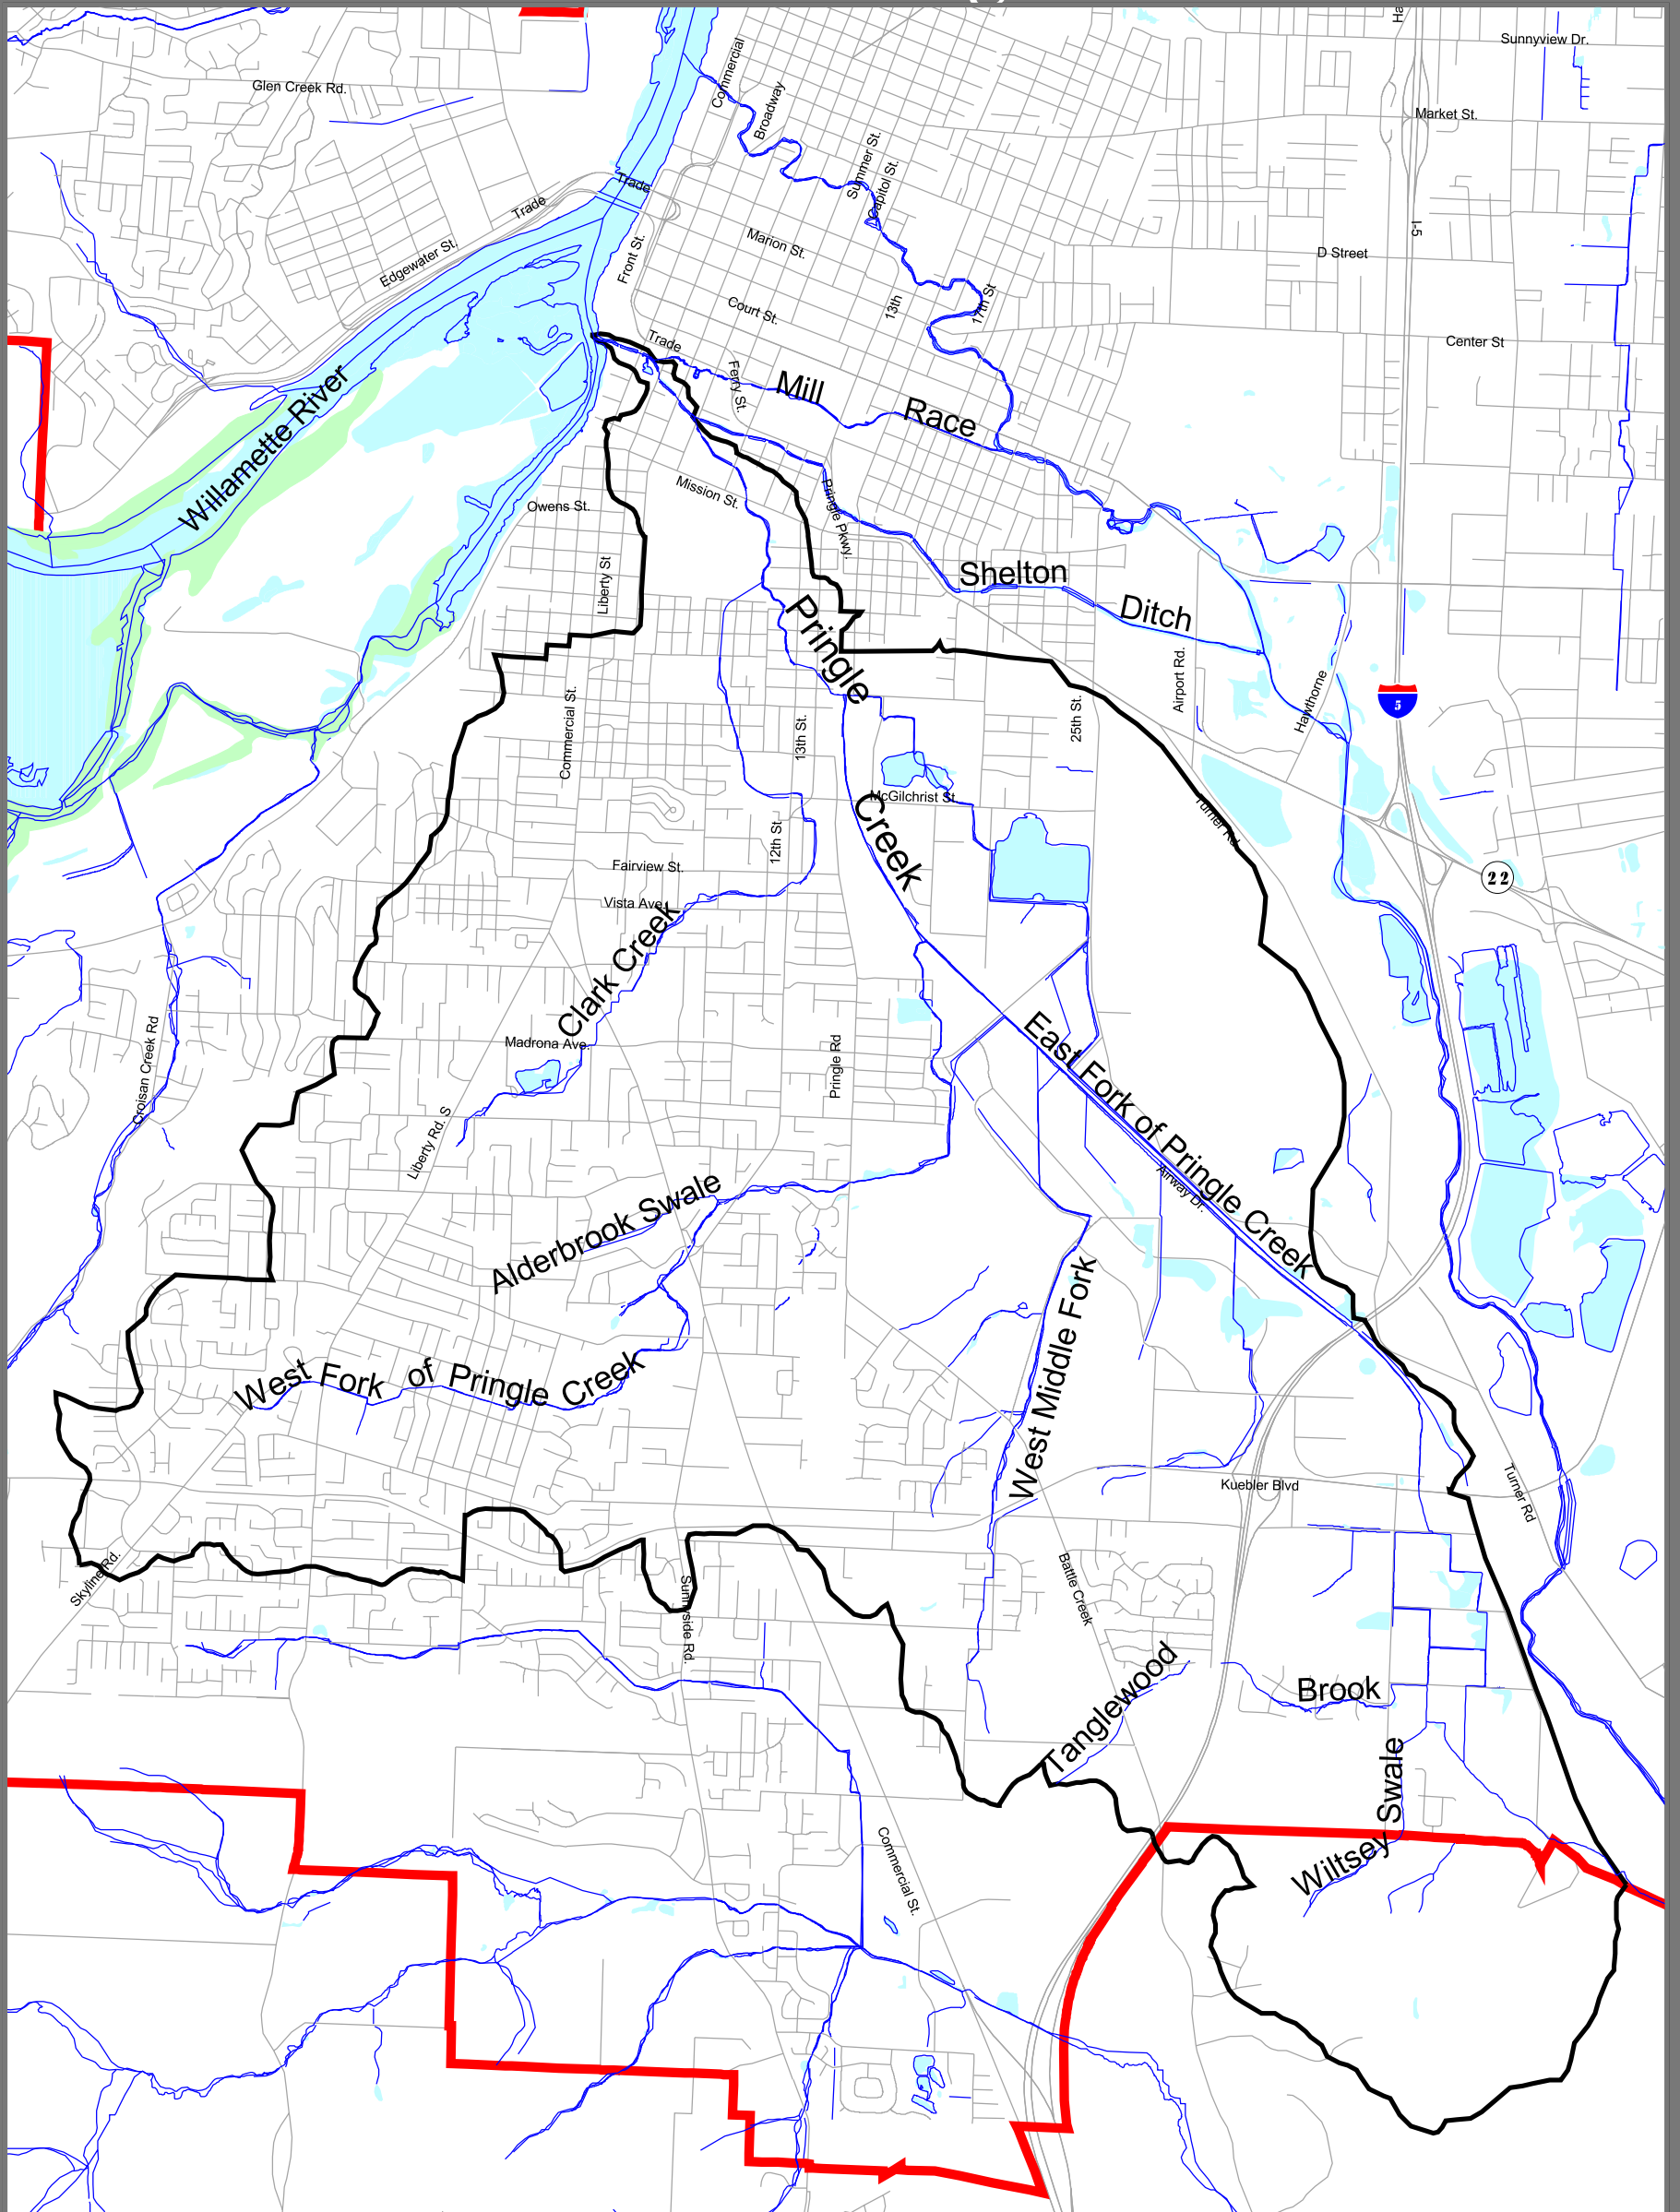 Sunnyview Dr.
Glen Creek Rd.
Commercial
Broadway
Market St.
Summer St.
Capitol St.
Trade
Trade
Edgewater St.
Front St.
Marion St.
I-5
D Street
Court St.
13th
17th St
Trade
Center St
Ferry St.
Mill Race
Willamette River
Mission St.
Pringle Pkwy.
Owens St.
Liberty St
Shelton Ditch
Pringle Creek
Airport Rd.
Hawthorne
25th St.
5
Commercial St.
13th St.
McGilchrist St.
Turner Rd.
12th St.
Fairview St.
22
Vista Ave.
Clark Creek
Madrona Ave.
Croisan Creek Rd
Pringle Rd
East Fork of Pringle Creek
Liberty Rd. S
Airway Dr.
Alderbrook Swale
West Fork of Pringle Creek
West Middle Fork
Kuebler Blvd
Turner Rd
Skyline Rd.
Sunnyside Rd.
Battle Creek
Tanglewood Brook
Wiltsey Swale
Commercial St.